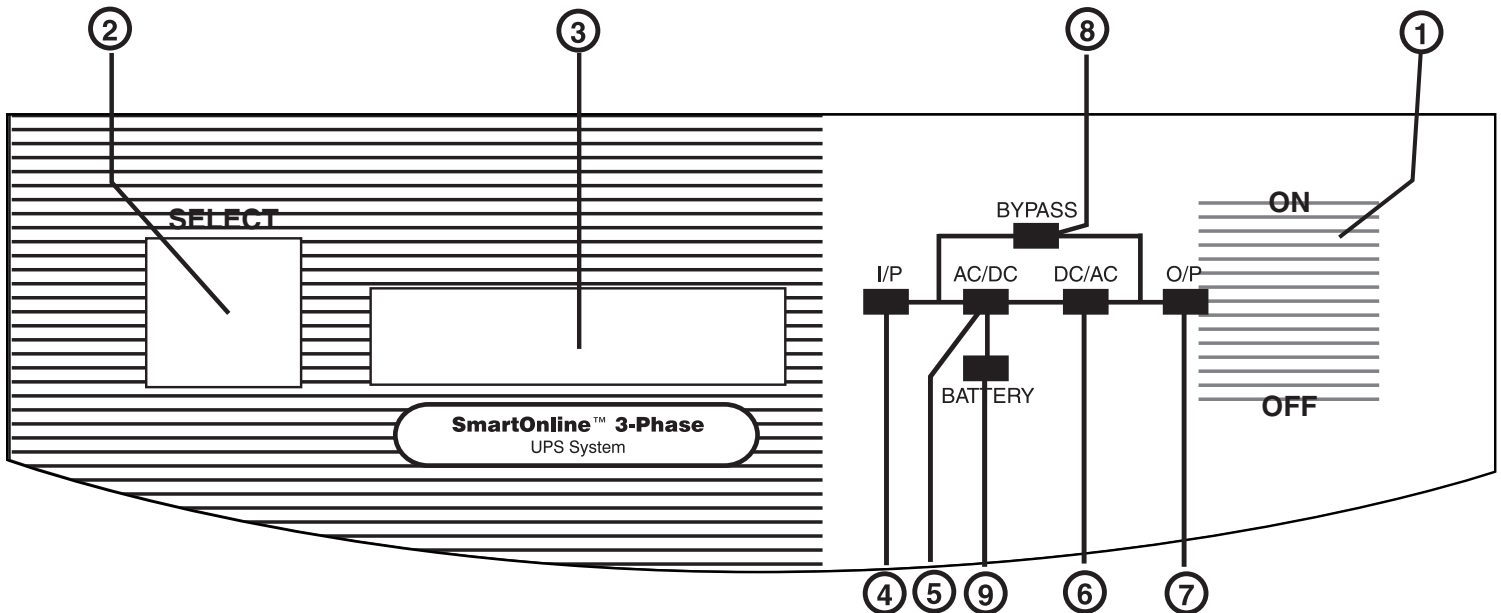 2 3 8 1
SELECT
BYPASS
ON
I/P AC/DC DC/AC O/P
BATTERY
OFF
SmartOnline™ 3-Phase
UPS System
4 5 9 6 7